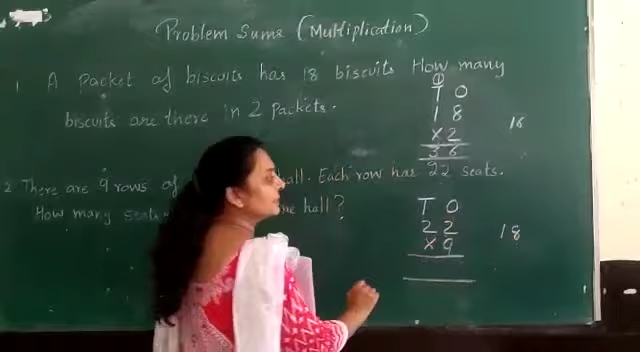 Problem Sums (Multiplication)
1. A Packet of biscuits has 18 biscuits How many
biscuits are there in 2 Packets.
1
T O
1 8
x 2
3 6
16
2. There are 9 rows of hall. Each row has 22 seats.
How many seats hall?
T O
2 2
x 9
18